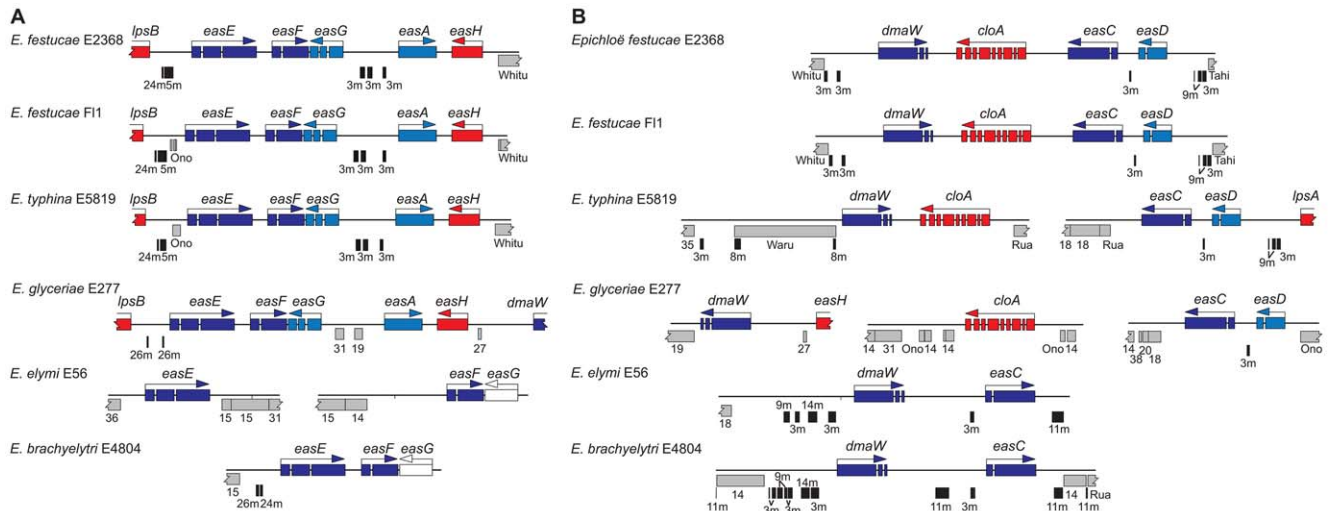 A
E. festucae E2368
lpsB easE easF easG easA easH
24m 5m 3m 3m 3m Whitu
E. festucae Fl1
lpsB easE easF easG easA easH
24m 5m Ono 3m 3m 3m Whitu
E. typhina E5819
lpsB easE easF easG easA easH
24m 5m Ono 3m 3m 3m Whitu
E. glyceriae E277
lpsB easE easF easG easA easH dmaW
26m 26m 31 19 27
E. elymi E56
easE easF easG
36 15 15 31 15 14
E. brachyelytri E4804
easE easF easG
15 26m 24m
B
Epichloë festucae E2368
dmaW cloA easC easD
Whitu 3m 3m 3m 9m 3m Tahi
E. festucae Fl1
dmaW cloA easC easD
Whitu 3m 3m 3m 9m 3m Tahi
E. typhina E5819
dmaW cloA easC easD lpsA
35 3m 8m Waru 8m Rua 18 18 Rua 3m 9m 3m
E. glyceriae E277
dmaW easH cloA easC easD
19 27 14 31 Ono 14 14 Ono 14 14 38 20 18 3m Ono
E. elymi E56
dmaW easC
18 9m 3m 14m 3m 3m 11m
E. brachyelytri E4804
dmaW easC
11m 14 3m 9m 3m 14m 3m 11m 3m 11m 14 11m Rua